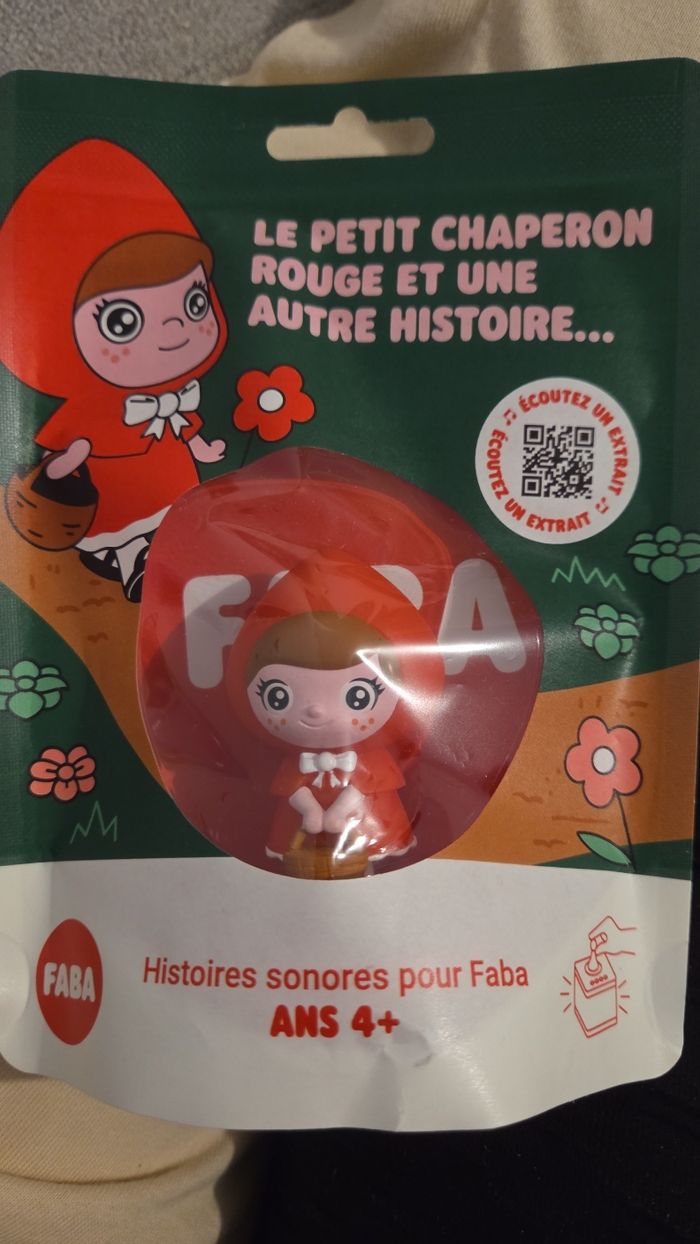 LE PETIT CHAPERON
ROUGE ET UNE
AUTRE HISTOIRE...
ÉCOUTEZ UN EXTRAIT
ÉCOUTEZ UN EXTRAIT
FABA
FABA
Histoires sonores pour Faba
ANS 4+